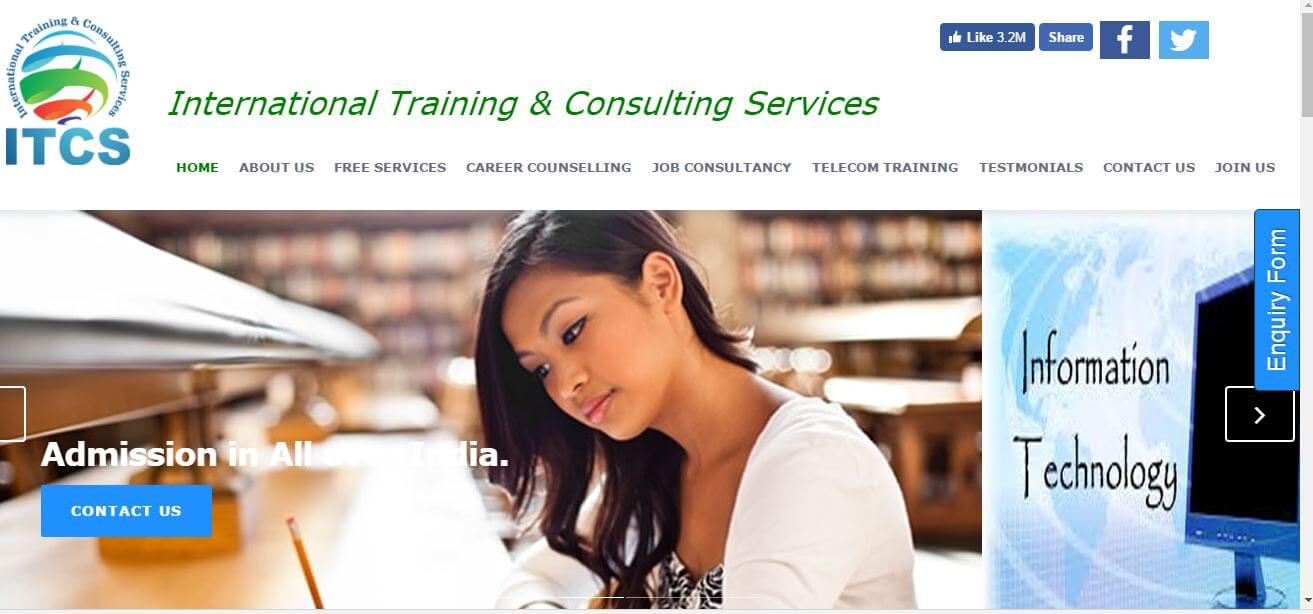 International Training & Consulting Services
ITCS
Like 3.2M
Share
International Training & Consulting Services
HOME ABOUT US FREE SERVICES CAREER COUNSELLING JOB CONSULTANCY TELECOM TRAINING TESTMONIALS CONTACT US JOIN US
Enquiry Form
Information
Technology
Admission in All Over India.
CONTACT US